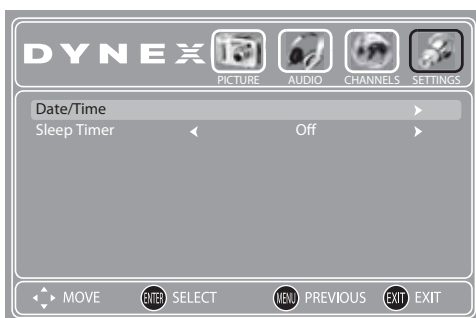 DYNEX
PICTURE AUDIO CHANNELS SETTINGS
Date/Time
Sleep Timer Off
MOVE ENTER SELECT MENU PREVIOUS EXIT EXIT